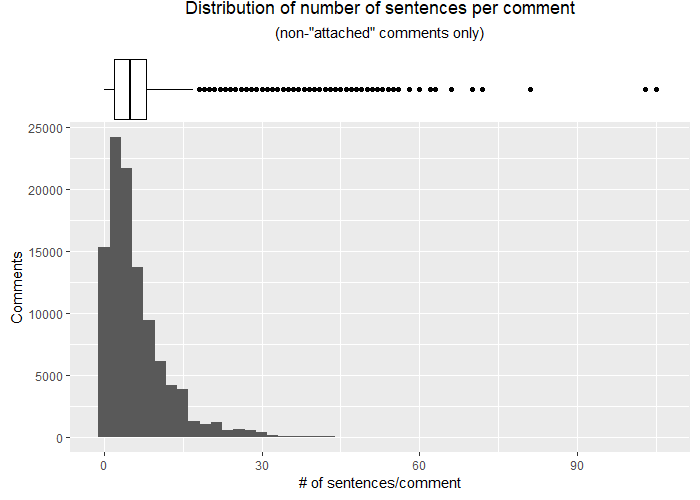 Distribution of number of sentences per comment
(non-"attached" comments only)
25000
20000
15000
10000
5000
0
Comments
0 30 60 90
# of sentences/comment